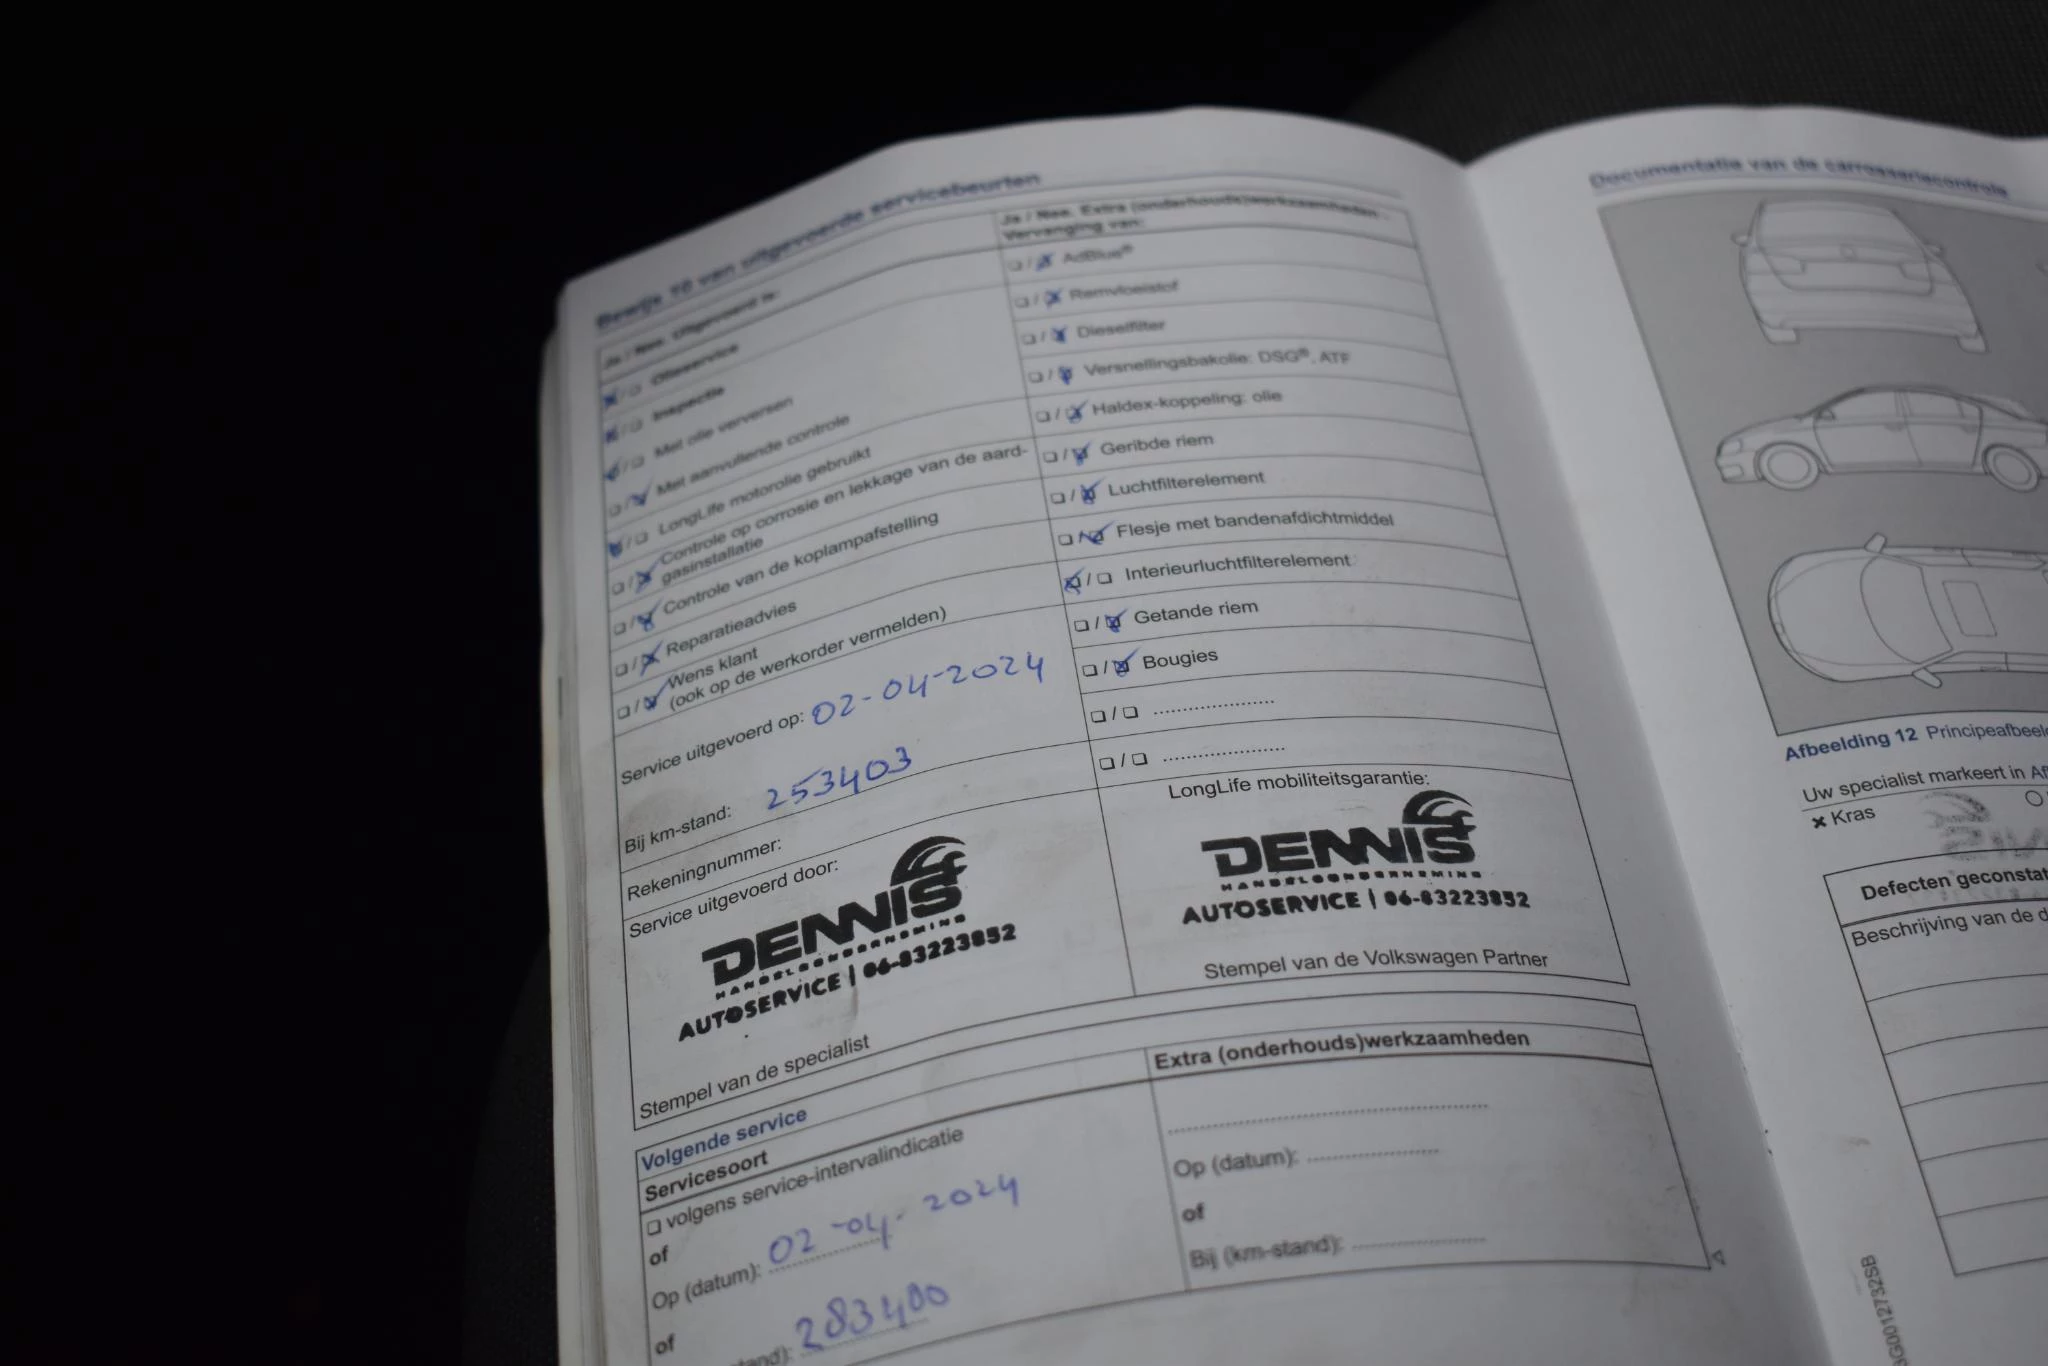 Bewijs 10 van uitgevoerde servicebeurten
Ja / Nee. Uitgevoerd is:
Olieservice
Inspectie
Met olie verversen
Met aanvullende controle
LongLife motorolie gebruikt
Controle op corrosie en lekkage van de aard-
gasinstallatie
Controle van de koplampafstelling
Reparatieadvies
Wens klant
(ook op de werkorder vermelden)
Service uitgevoerd op: 02-04-2024
Bij km-stand: 253403
Rekeningnummer:
Service uitgevoerd door:
DENNIS
HANDELSONDERNEMING
AUTOSERVICE | 06-83223852
Stempel van de specialist
Ja / Nee. Extra (onderhouds)werkzaamheden -
Vervanging van:
AdBlue®
Remvloeistof
Dieselfilter
Versnellingsbakolie: DSG®, ATF
Haldex-koppeling: olie
Geribde riem
Luchtfilterelement
Flesje met bandenafdichtmiddel
Interieurluchtfilterelement
Getande riem
Bougies
LongLife mobiliteitsgarantie:
DENNIS
HANDELSONDERNEMING
AUTOSERVICE | 06-83223852
Stempel van de Volkswagen Partner
Volgende service
Servicesoort
volgens service-intervalindicatie
of
Op (datum): 02-04-2024
of
283400
Extra (onderhouds)werkzaamheden
Op (datum):
of
Bij (km-stand):
Documentatie van de carrosseriecontrole
Afbeelding 12
Uw specialist markeert in
× Kras
Defecten
Beschrijving van de